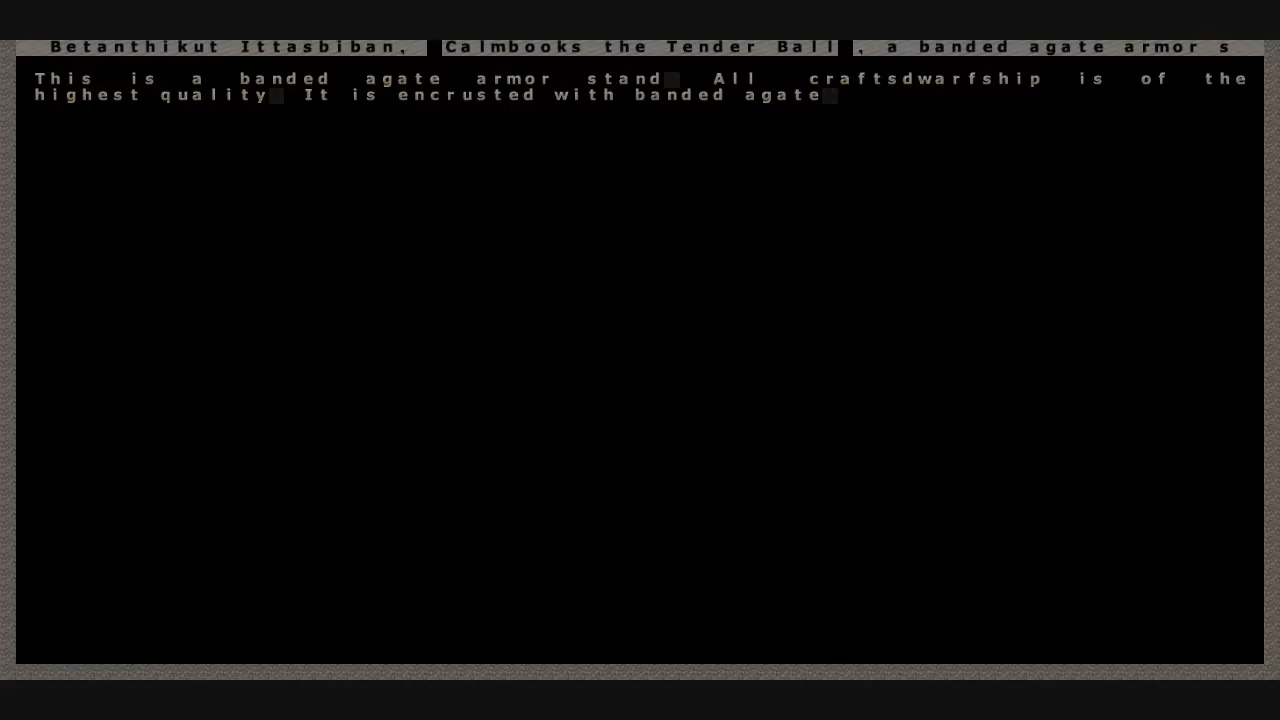 Betanthikut Ittasbiban, Calmbooks the Tender Ball, a banded agate armor s
This is a banded agate armor stand All craftsdwarfship is of the
highest quality It is encrusted with banded agate